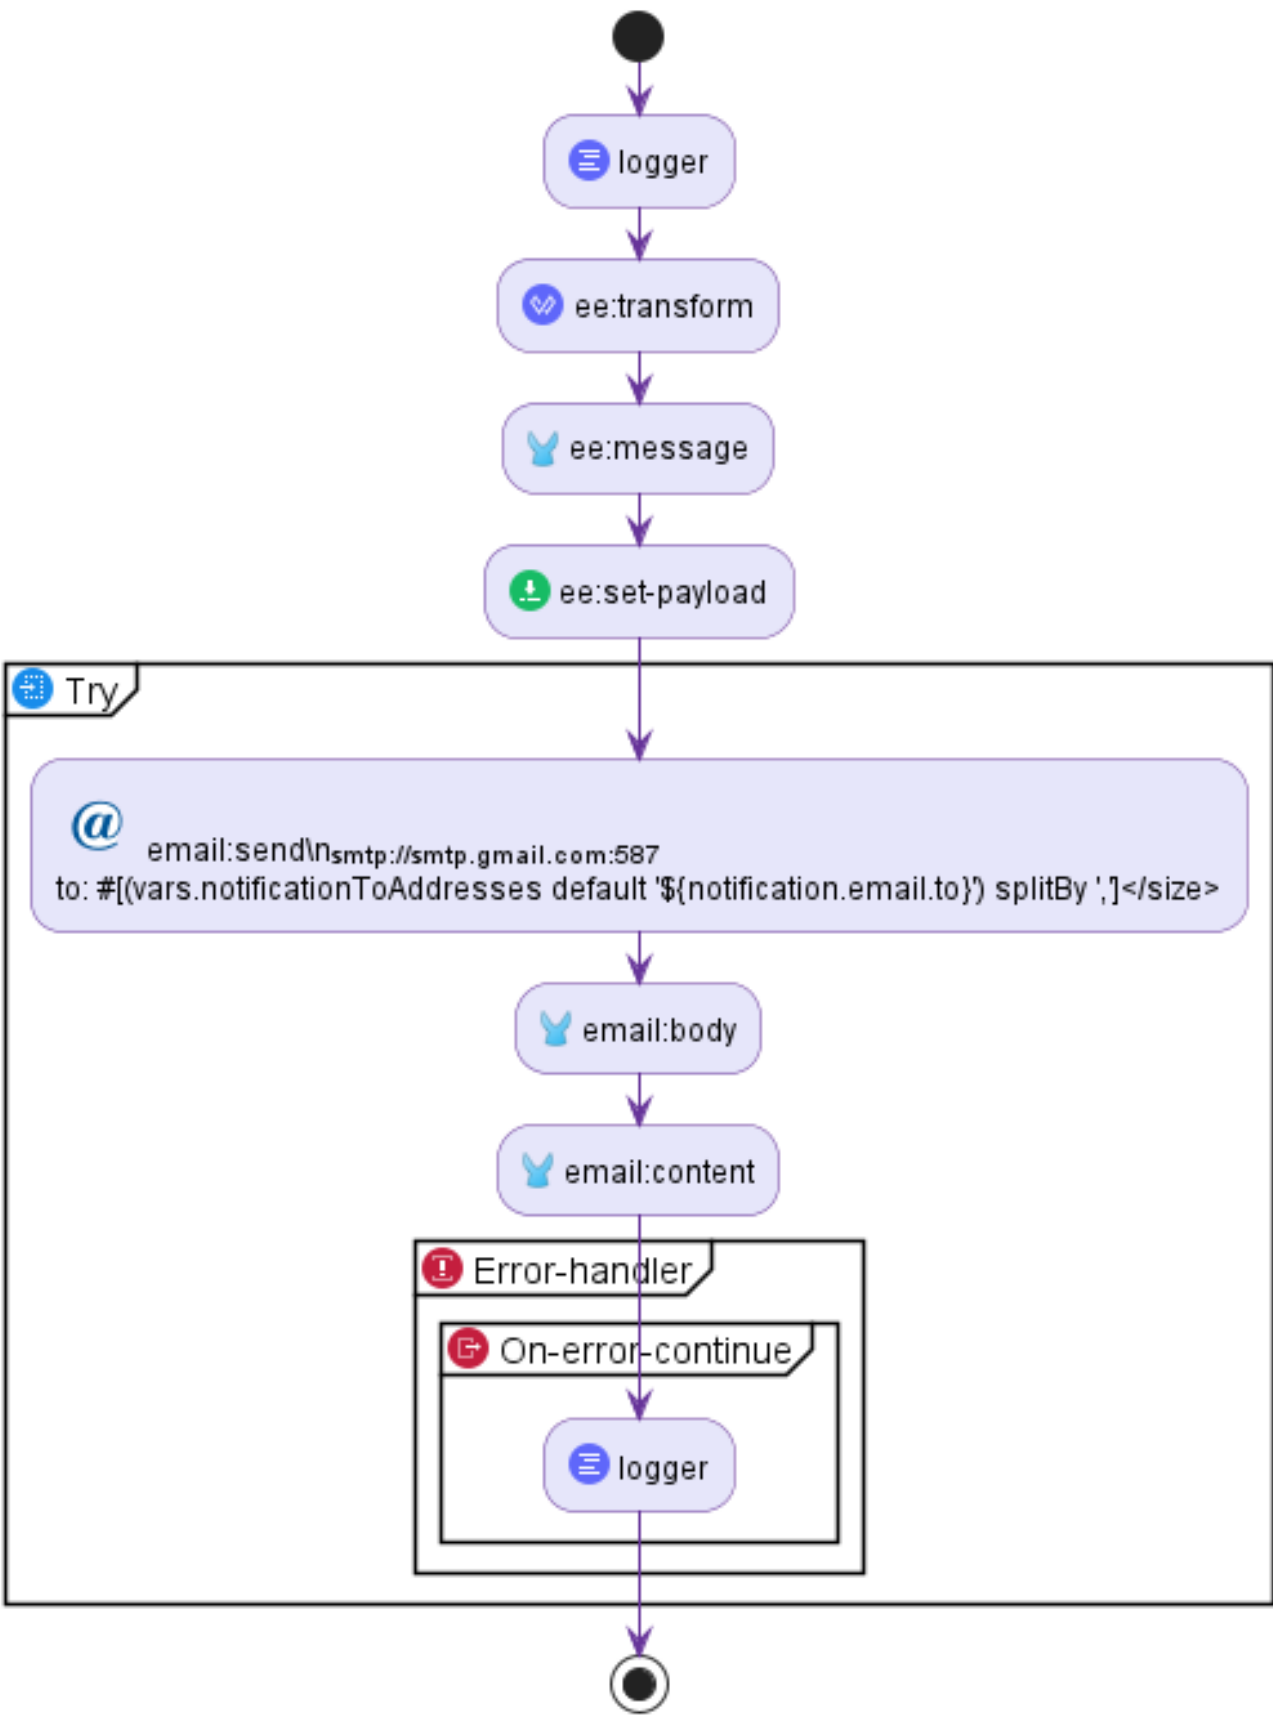 logger
ee:transform
ee:message
ee:set-payload
Try
@
email:send\nsmtp://smtp.gmail.com:587
to: #[(vars.notificationToAddresses default '${notification.email.to}') splitBy ',']</size>
email:body
email:content
Error-handler
On-error-continue
logger